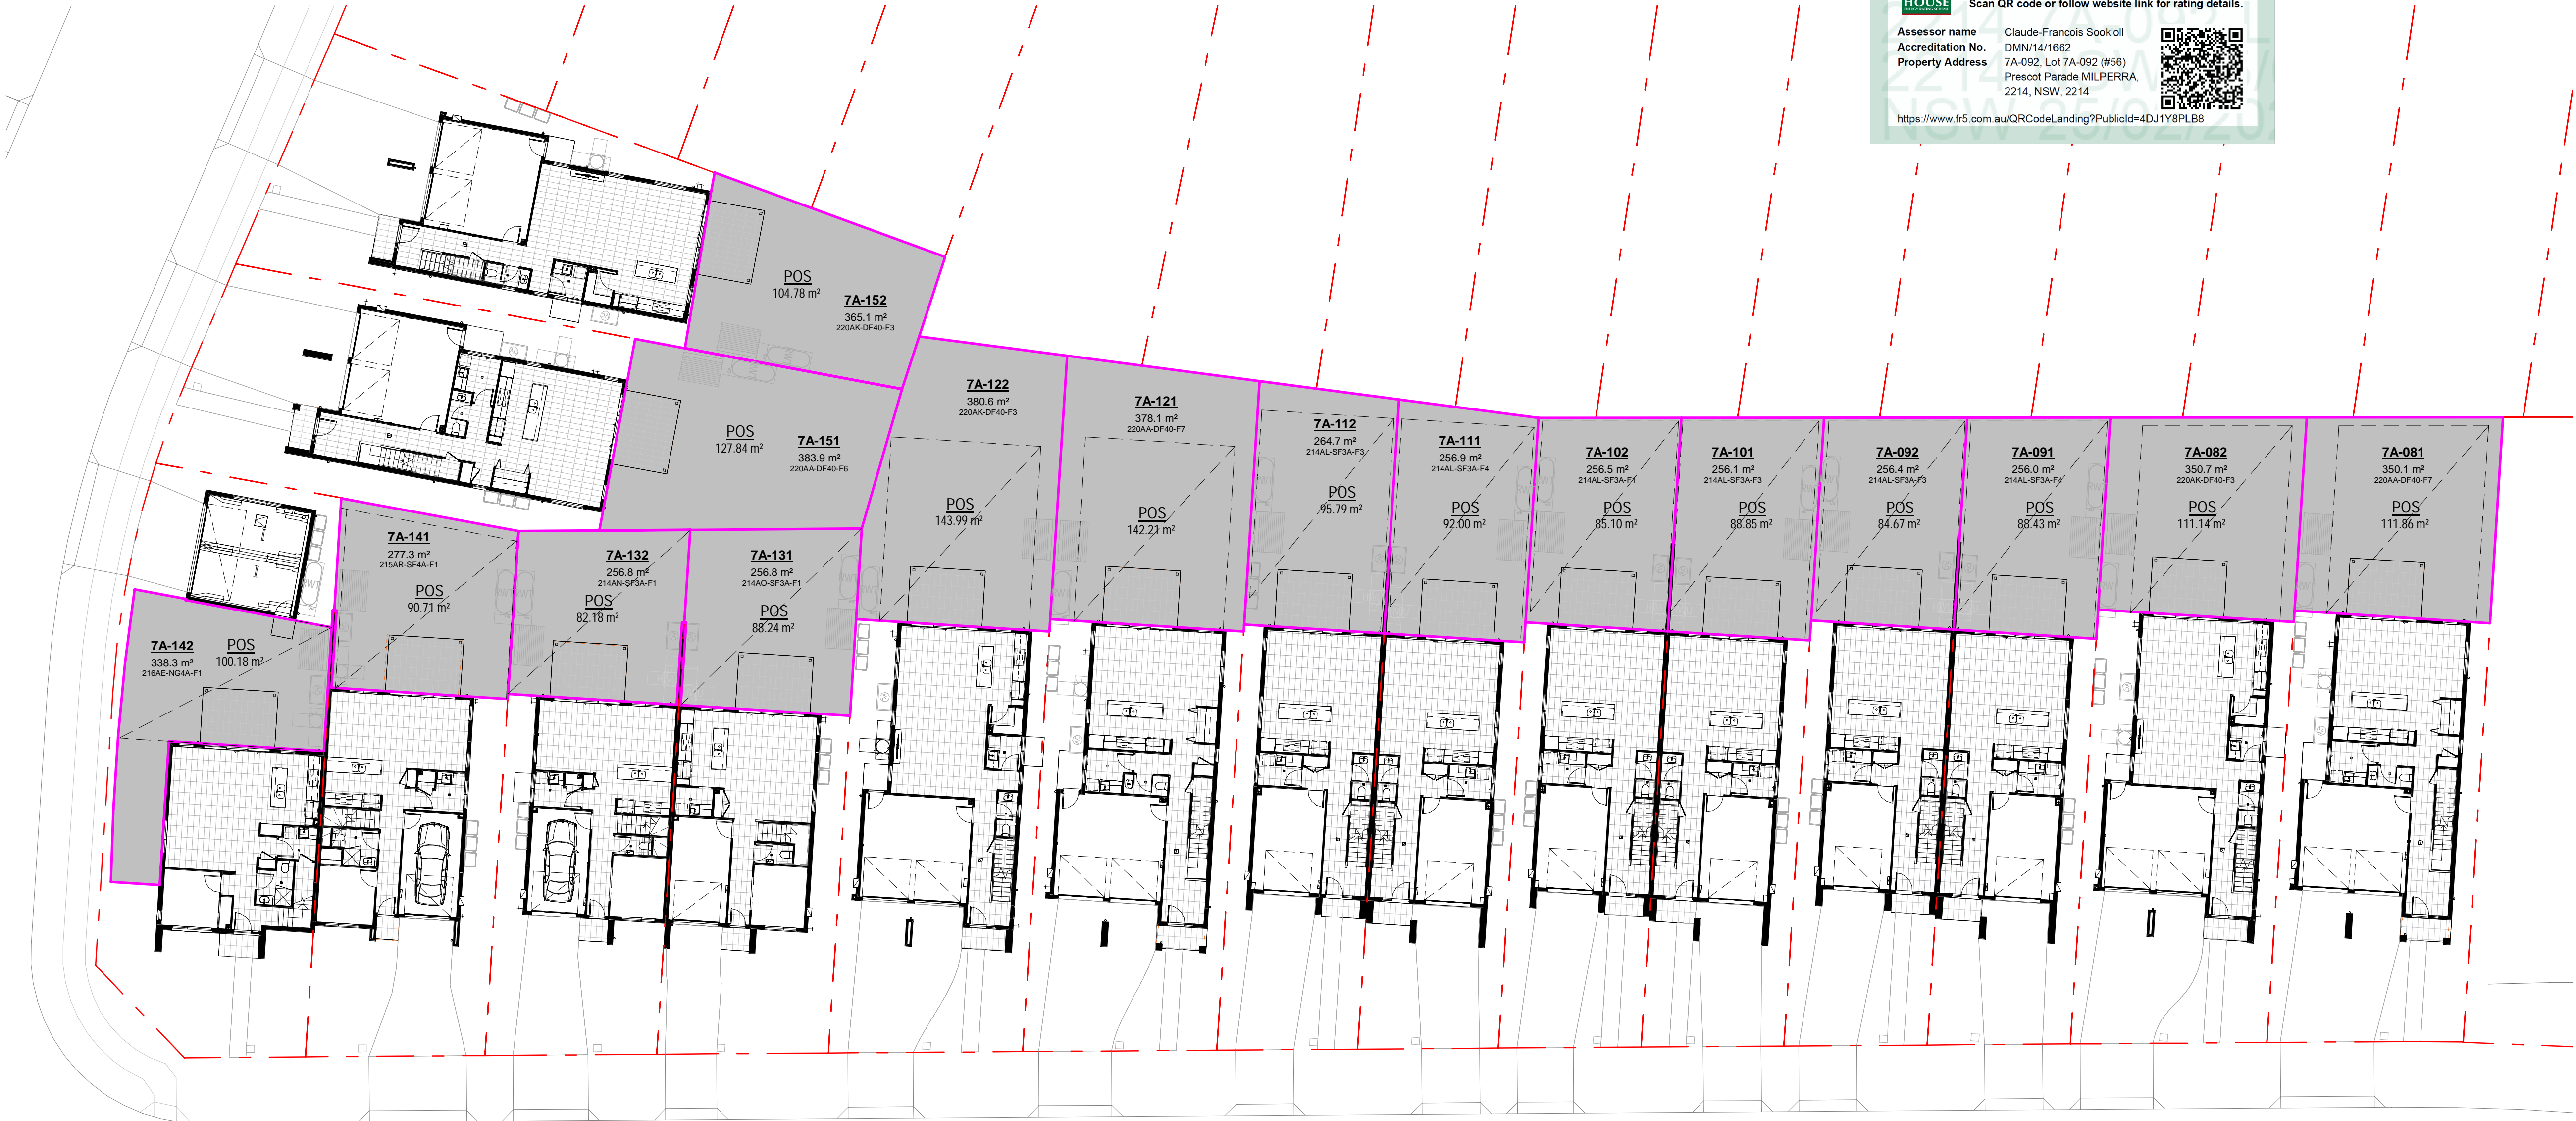 HOUSE
Scan QR code or follow website link for rating details.
Assessor name Claude-Francois Sookloll
Accreditation No. DMN/14/1662
Property Address 7A-092, Lot 7A-092 (#56)
Prescot Parade MILPERRA,
2214, NSW, 2214
https://www.fr5.com.au/QRCodeLanding?PublicId=4DJ1Y8PLB8
POS
104.78 m²
7A-152
365.1 m²
220AK-DF40-F3
POS
127.84 m²
7A-151
383.9 m²
220AA-DF40-F6
7A-122
380.6 m²
220AK-DF40-F3
POS
143.99 m²
7A-121
378.1 m²
220AA-DF40-F7
POS
142.21 m²
7A-112
264.7 m²
214AL-SF3A-F3
POS
95.79 m²
7A-111
256.9 m²
214AL-SF3A-F4
POS
92.00 m²
7A-102
256.5 m²
214AL-SF3A-F1
POS
85.10 m²
7A-101
256.1 m²
214AL-SF3A-F3
POS
88.85 m²
7A-092
256.4 m²
214AL-SF3A-F3
POS
84.67 m²
7A-091
256.0 m²
214AL-SF3A-F4
POS
88.43 m²
7A-082
350.7 m²
220AK-DF40-F3
POS
111.14 m²
7A-081
350.1 m²
220AA-DF40-F7
POS
111.86 m²
7A-141
277.3 m²
215AR-SF4A-F1
POS
90.71 m²
7A-132
256.8 m²
214AN-SF3A-F1
POS
82.18 m²
7A-131
256.8 m²
214AO-SF3A-F1
POS
88.24 m²
7A-142
338.3 m²
216AE-NG4A-F1
POS
100.18 m²